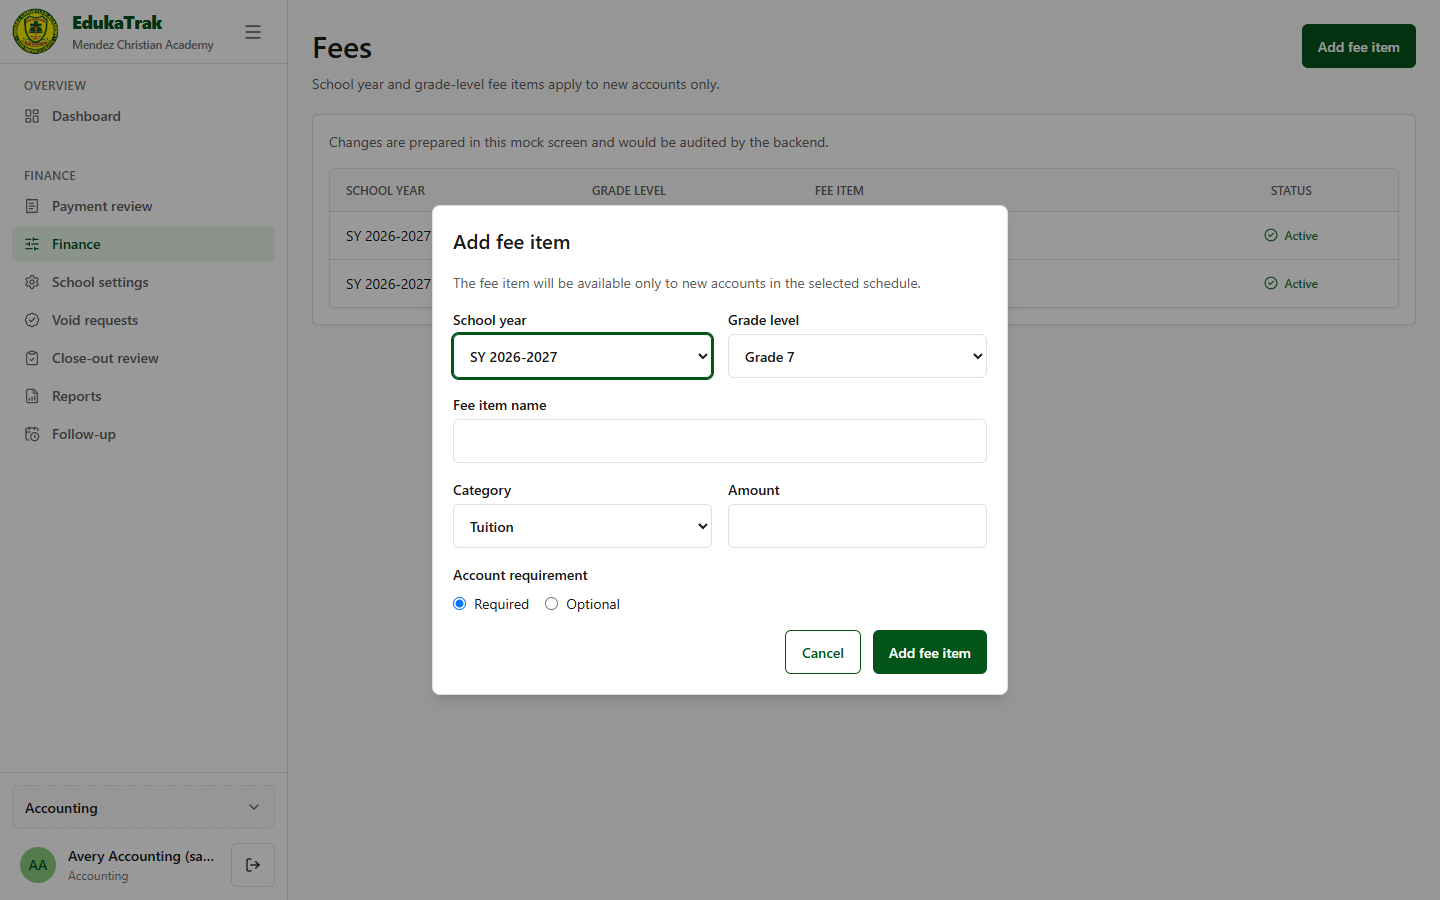 EdukaTrak
Mendez Christian Academy
OVERVIEW
Dashboard
FINANCE
Payment review
Finance
School settings
Void requests
Close-out review
Reports
Follow-up
Accounting
AA
Avery Accounting (sa...
Accounting
Fees
School year and grade-level fee items apply to new accounts only.
Add fee item
Changes are prepared in this mock screen and would be audited by the backend.
SCHOOL YEAR GRADE LEVEL FEE ITEM STATUS
SY 2026-2027 Active
SY 2026-2027 Active
Add fee item
The fee item will be available only to new accounts in the selected schedule.
School year Grade level
SY 2026-2027 Grade 7
Fee item name
Category Amount
Tuition
Account requirement
Required Optional
Cancel Add fee item